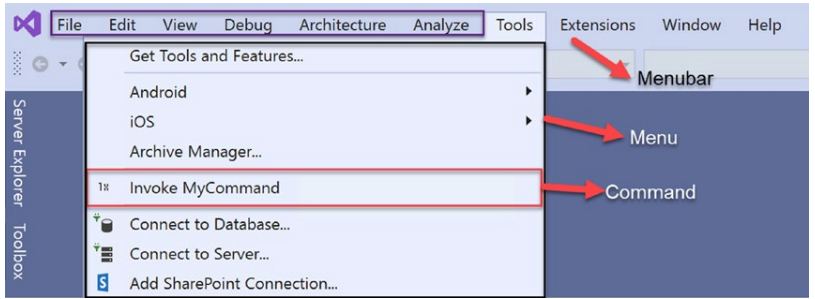 File Edit View Debug Architecture Analyze Tools Extensions Window Help
Get Tools and Features...
Menubar
Android
iOS
Menu
Archive Manager...
Invoke MyCommand
Command
Connect to Database...
Connect to Server...
Add SharePoint Connection...
Server Explorer
Toolbox